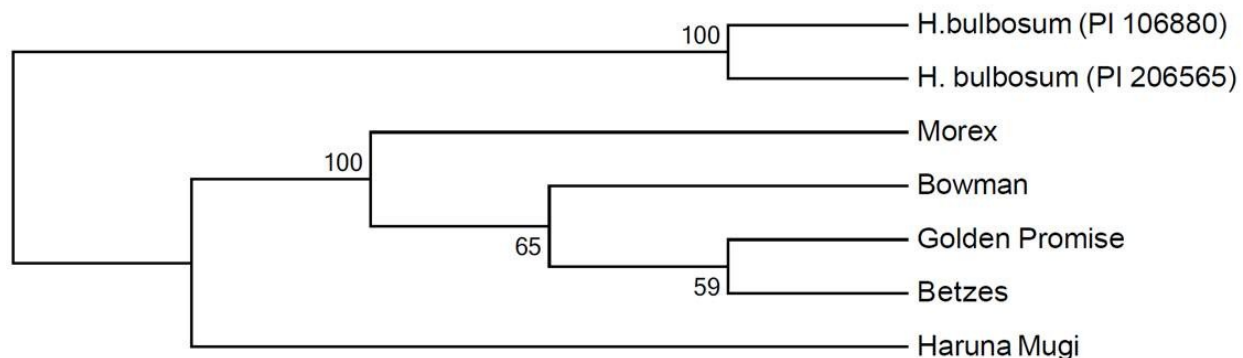 100
H.bulbosum (PI 106880)
H. bulbosum (PI 206565)
Morex
100
Bowman
65
Golden Promise
59
Betzes
Haruna Mugi